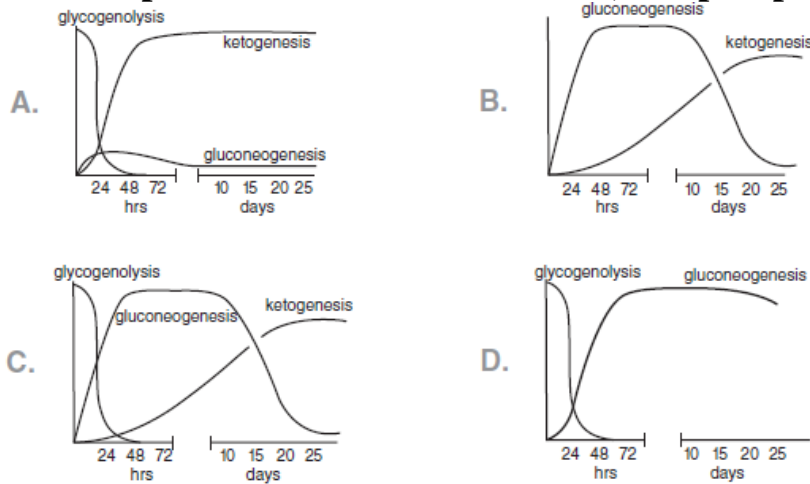 glycogenolysis
ketogenesis
gluconeogenesis
A.
24 48 72
10 15 20 25
hrs
days
gluconeogenesis
ketogenesis
B.
24 48 72
10 15 20 25
hrs
days
glycogenolysis
gluconeogenesis
ketogenesis
C.
24 48 72
10 20 25
hrs
days
glycogenolysis
gluconeogenesis
D.
24 48 72
10 15 20 25
hrs
days